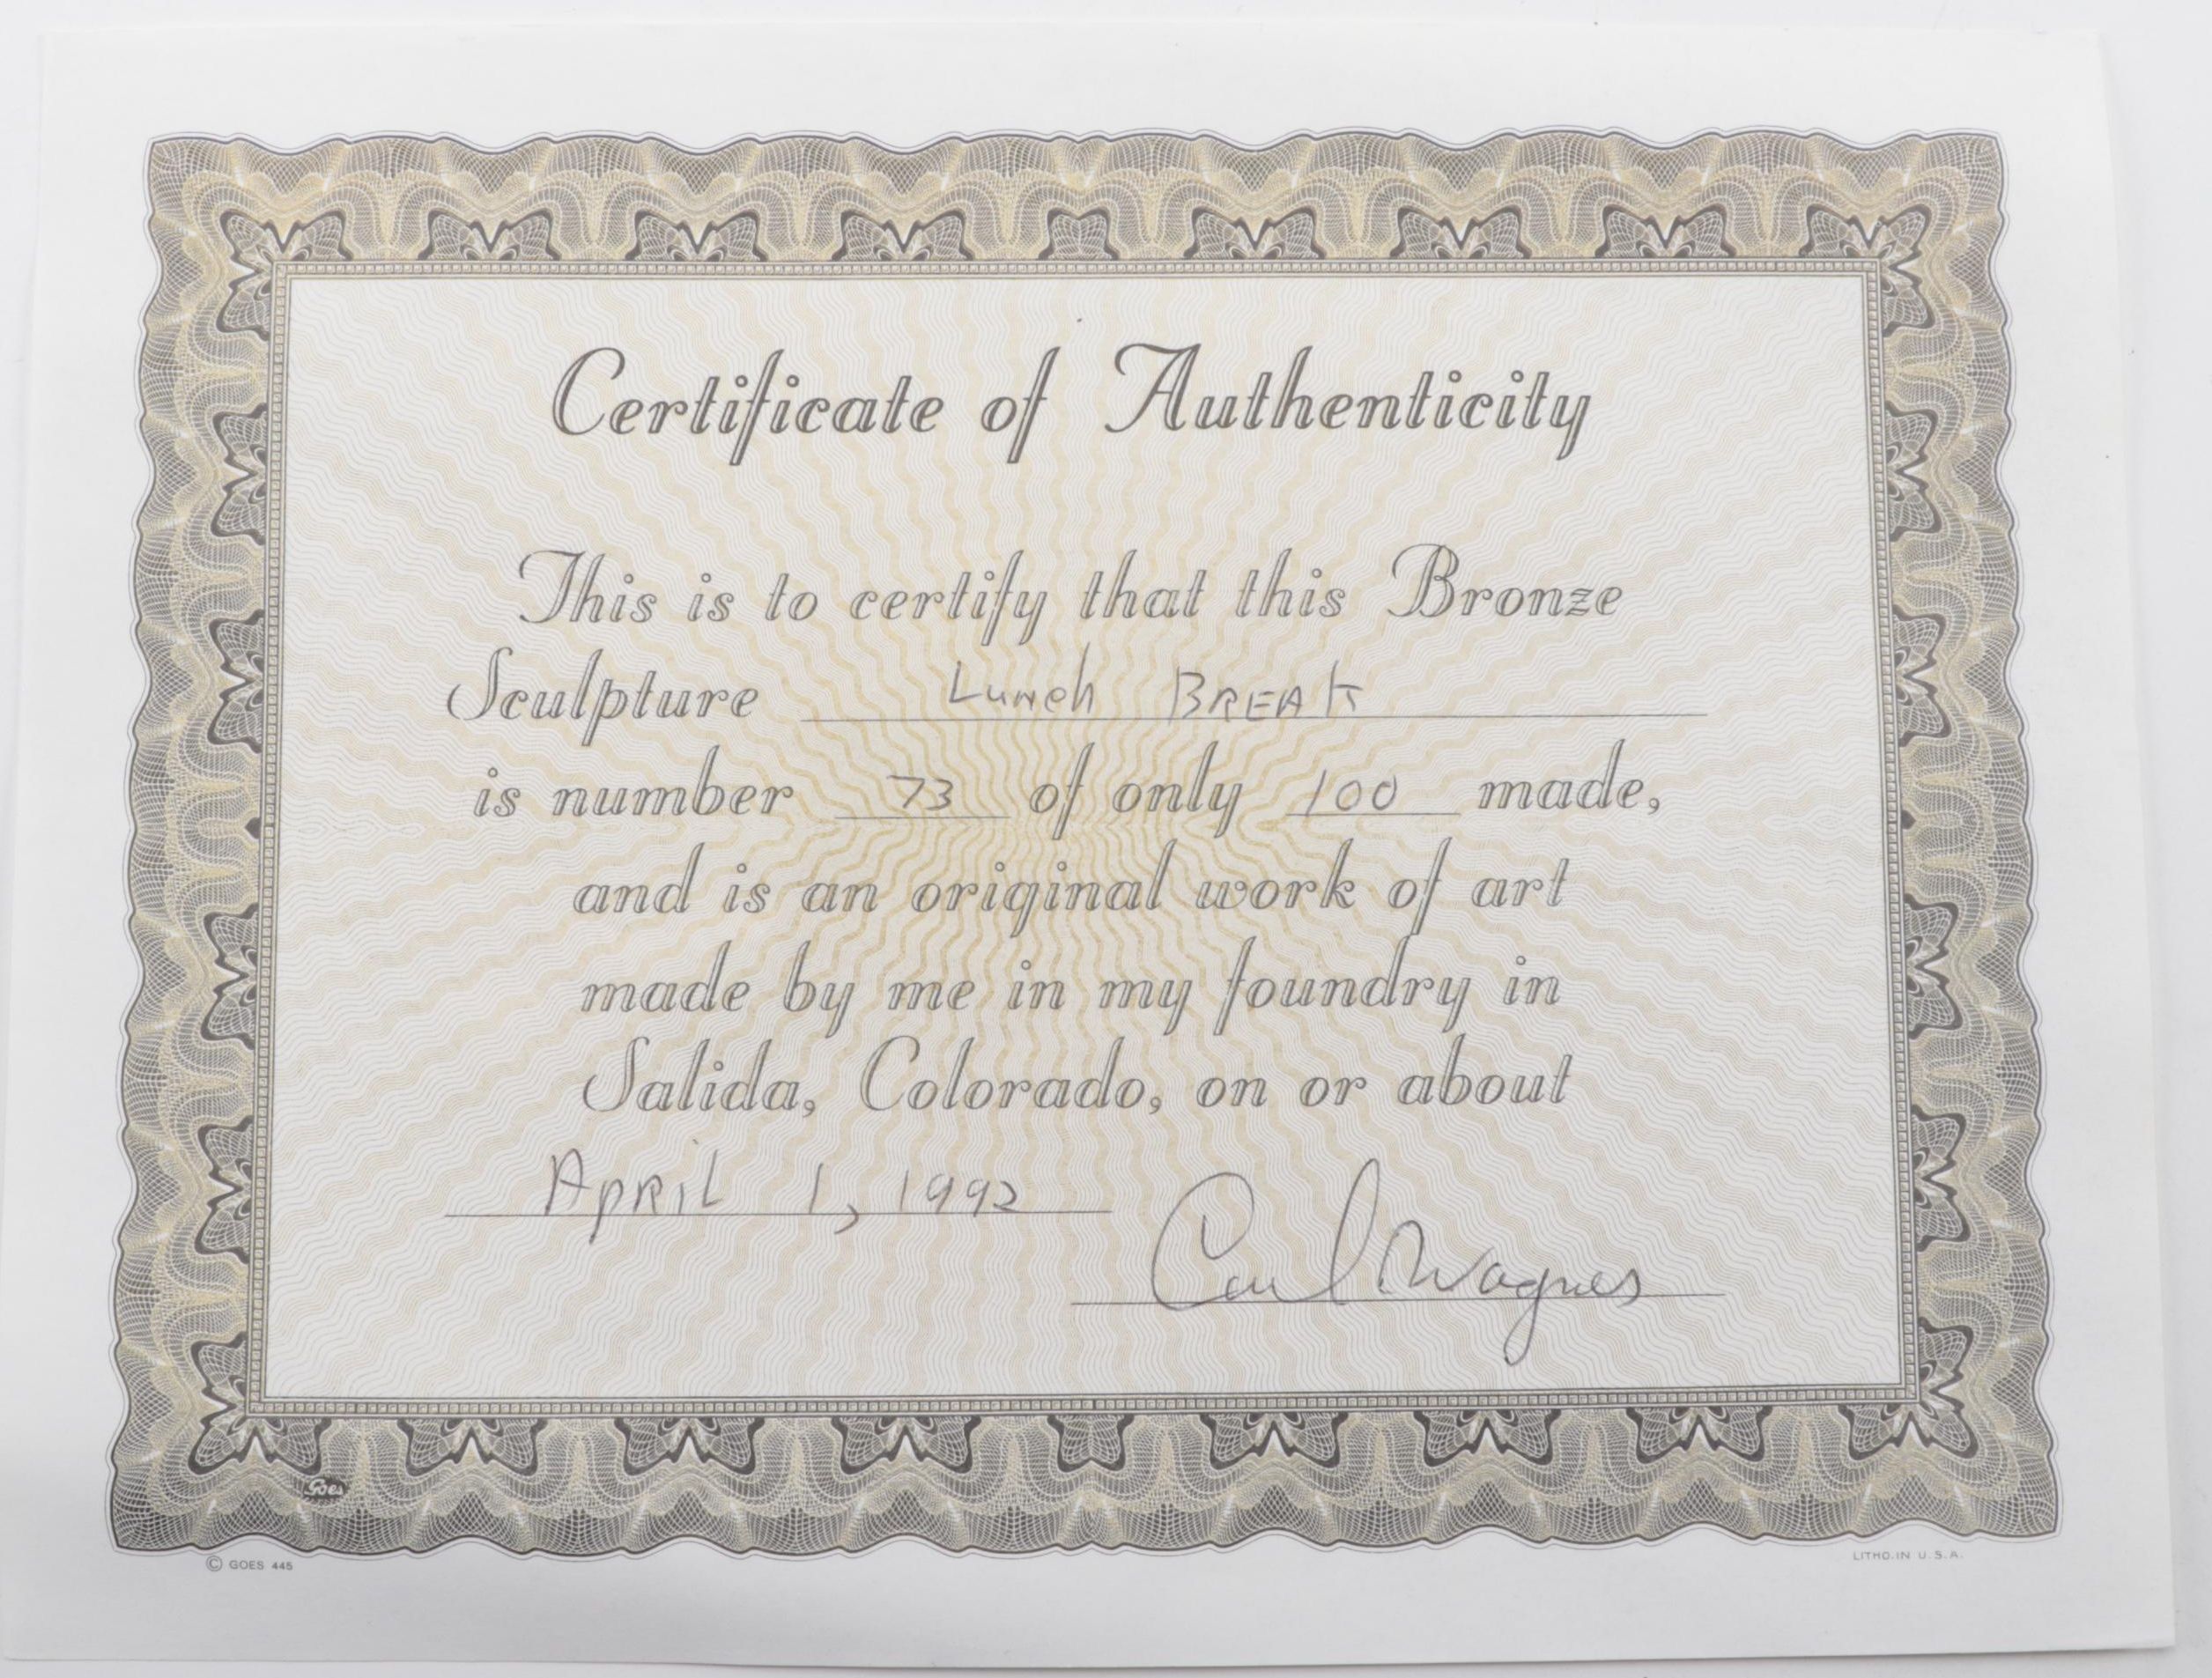 Certificate of Authenticity
This is to certify that this Bronze
Sculpture Lunch BREAK
is number 73 of only 100 made,
and is an original work of art
made by me in my foundry in
Salida, Colorado, on or about
APRIL 1, 1992
Carl Wagner
Goes
© GOES 445
LITHO. IN U.S.A.